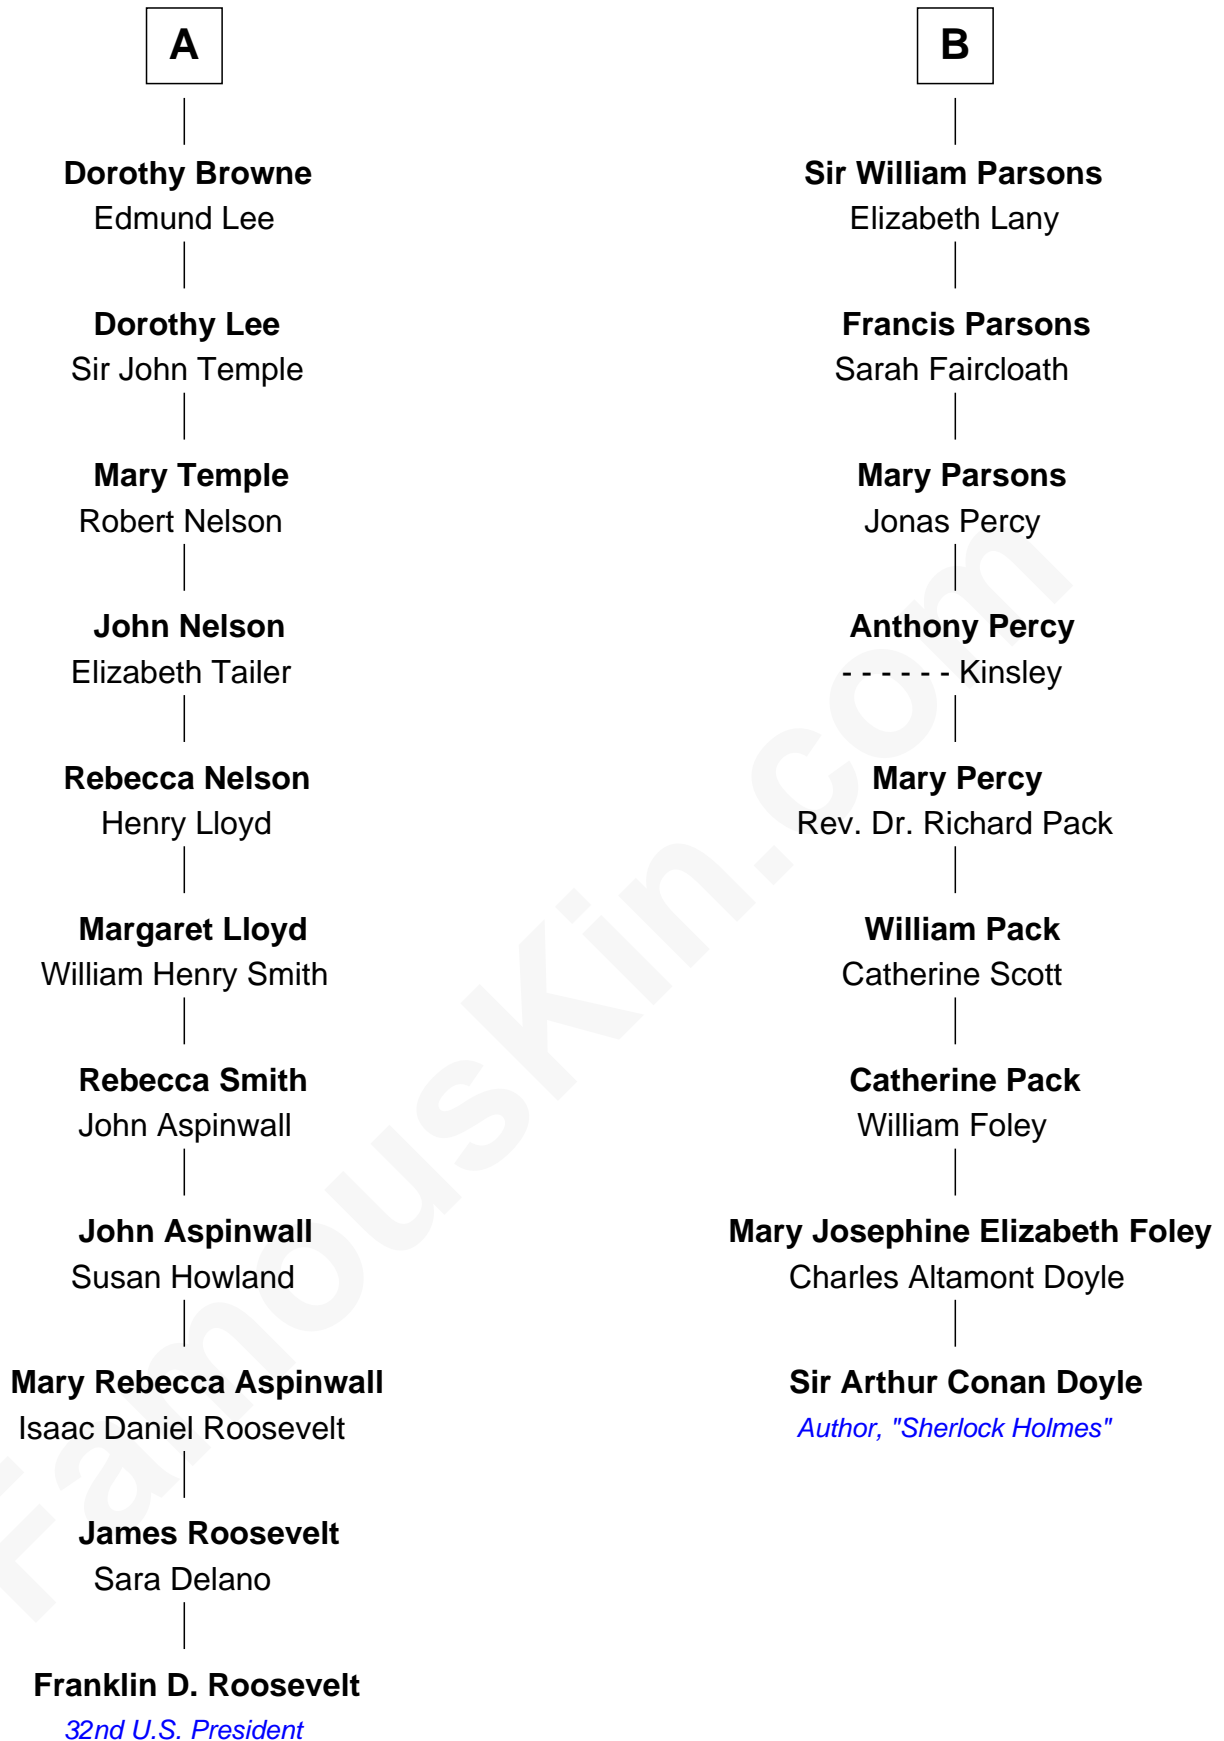 A
Dorothy Browne
Edmund Lee
Dorothy Lee
Sir John Temple
Mary Temple
Robert Nelson
John Nelson
Elizabeth Tailer
Rebecca Nelson
Henry Lloyd
Margaret Lloyd
William Henry Smith
Rebecca Smith
John Aspinwall
John Aspinwall
Susan Howland
Mary Rebecca Aspinwall
Isaac Daniel Roosevelt
James Roosevelt
Sara Delano
Franklin D. Roosevelt
32nd U.S. President
B
Sir William Parsons
Elizabeth Lany
Francis Parsons
Sarah Faircloath
Mary Parsons
Jonas Percy
Anthony Percy
- - - - - - Kinsley
Mary Percy
Rev. Dr. Richard Pack
William Pack
Catherine Scott
Catherine Pack
William Foley
Mary Josephine Elizabeth Foley
Charles Altamont Doyle
Sir Arthur Conan Doyle
Author, "Sherlock Holmes"
FamousKin.com